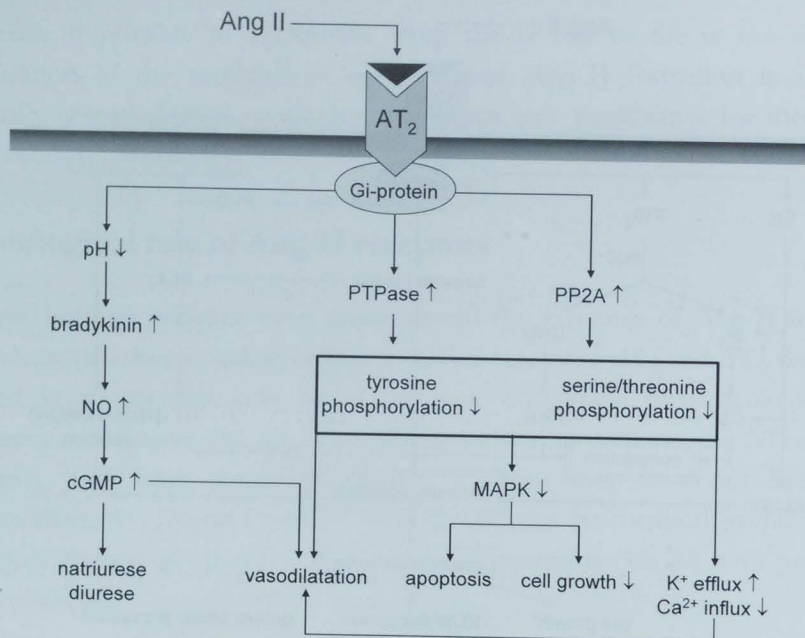 Ang II
AT₂
Gi-protein
pH ↓
PTPase ↑
PP2A ↑
bradykinin ↑
tyrosine
phosphorylation ↓
serine/threonine
phosphorylation ↓
NO ↑
cGMP ↑
MAPK ↓
natriurese
diurese
vasodilatation
apoptosis
cell growth ↓
K⁺ efflux ↑
Ca²⁺ influx ↓